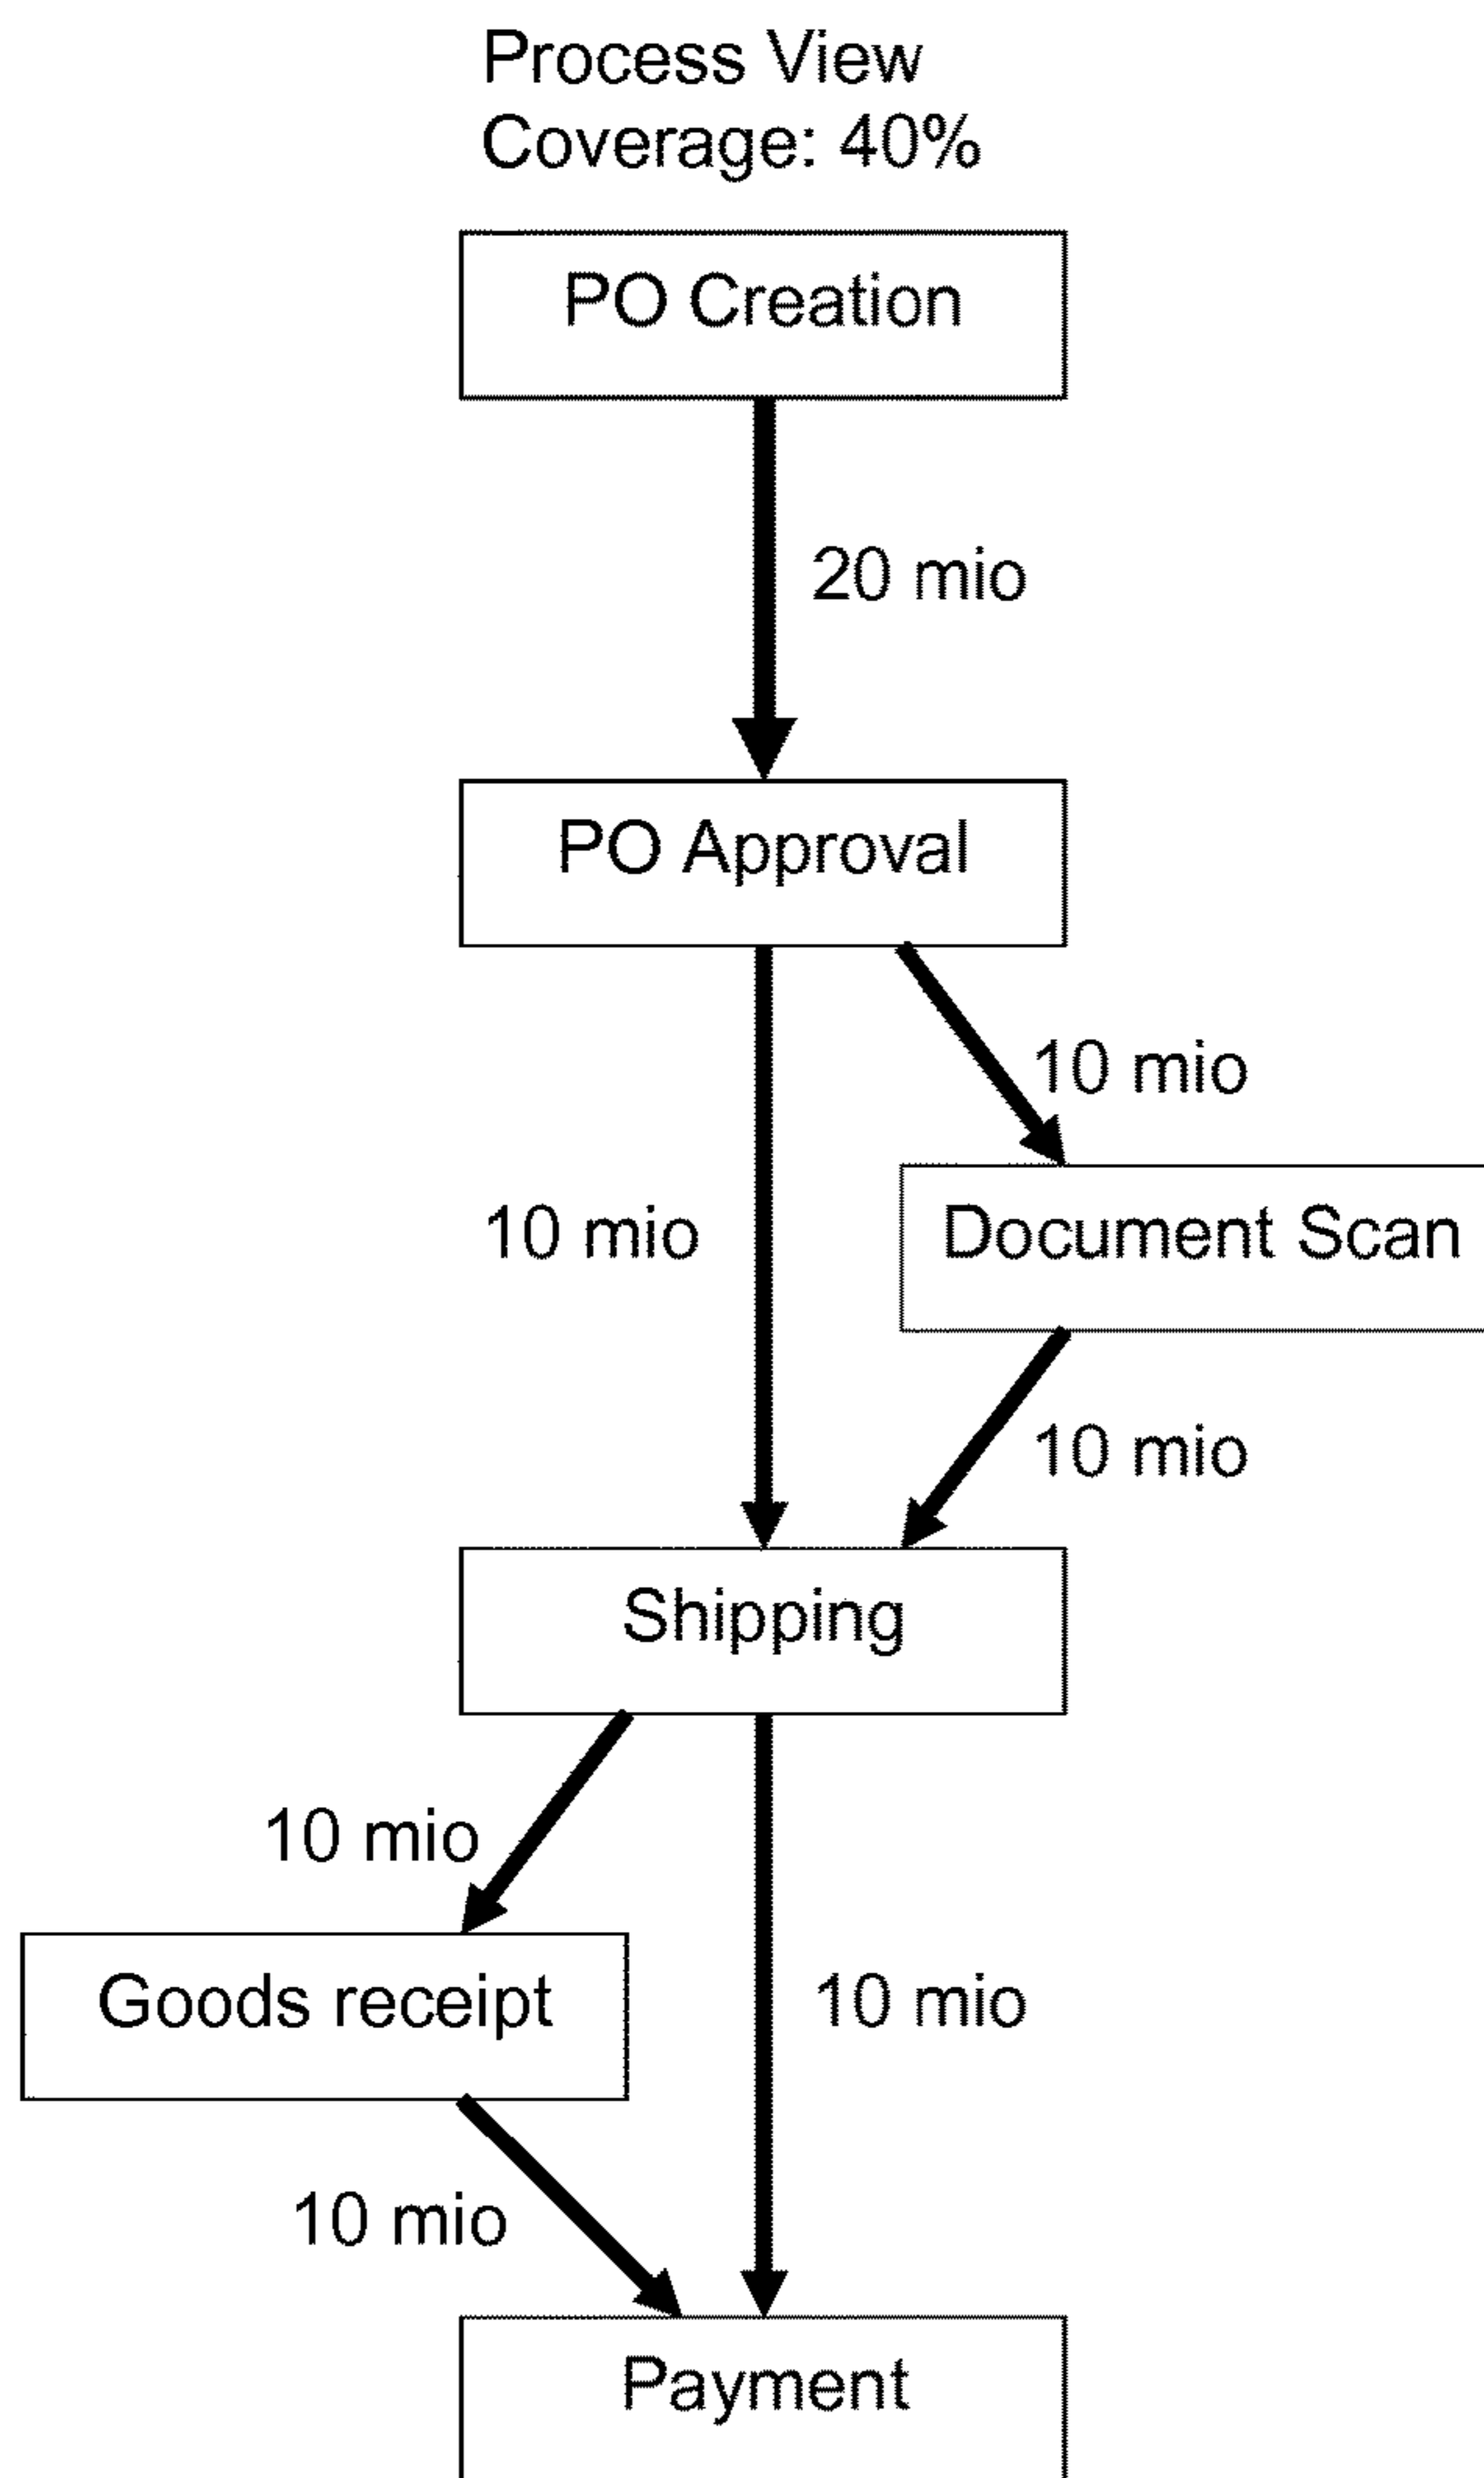 Process View
Coverage: 40%
PO Creation
20 mio
PO Approval
10 mio
10 mio
Document Scan
10 mio
Shipping
10 mio
Goods receipt
10 mio
10 mio
Payment